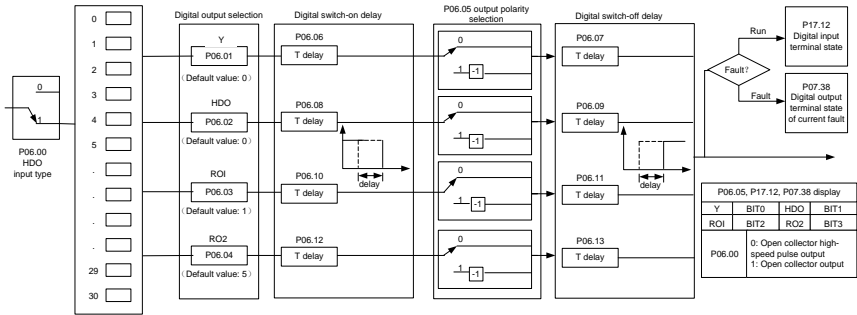 0
1
2
3
4
5
.
.
.
.
29
30
0
1
P06.00
HDO
input type
Digital output selection
Y
P06.01
(Default value: 0)
HDO
P06.02
(Default value: 0)
ROI
P06.03
(Default value: 1)
RO2
P06.04
(Default value: 5)
Digital switch-on delay
P06.06
T delay
P06.08
T delay
delay
P06.10
T delay
P06.12
T delay
P06.05 output polarity
selection
0
1
-1
0
1
-1
0
1
-1
0
1
-1
Digital switch-off delay
P06.07
T delay
P06.09
T delay
delay
P06.11
T delay
P06.13
T delay
Run
Fault?
Fault
P17.12
Digital input
terminal state
P07.38
Digital output
terminal state
of current fault
P06.05, P17.12, P07.38 display
Y BIT0 HDO BIT1
ROI BIT2 RO2 BIT3
P06.00
0: Open collector high-
speed pulse output
1: Open collector output